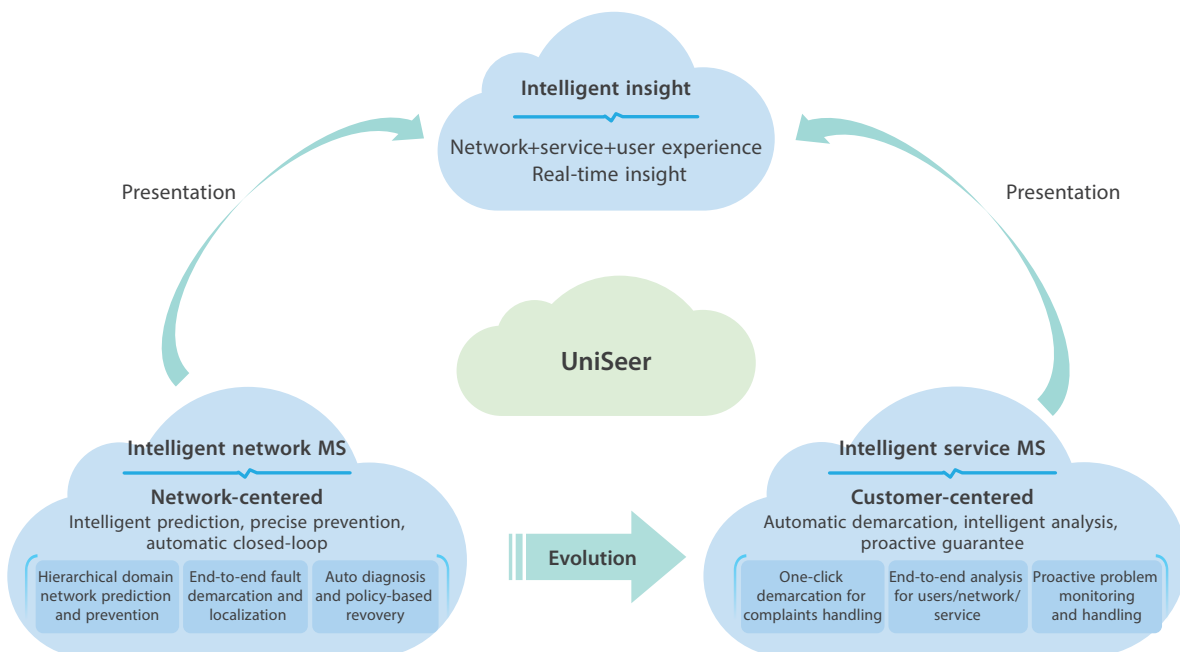 Intelligent insight
Network+service+user experience
Real-time insight
Presentation
Presentation
UniSeer
Intelligent network MS
Network-centered
Intelligent prediction, precise prevention,
automatic closed-loop
Hierarchical domain
network prediction
and prevention
End-to-end fault
demarcation and
localization
Auto diagnosis
and policy-based
revovery
Evolution
Intelligent service MS
Customer-centered
Automatic demarcation, intelligent analysis,
proactive guarantee
One-click
demarcation for
complaints handling
End-to-end analysis
for users/network/
service
Proactive problem
monitoring
and handling